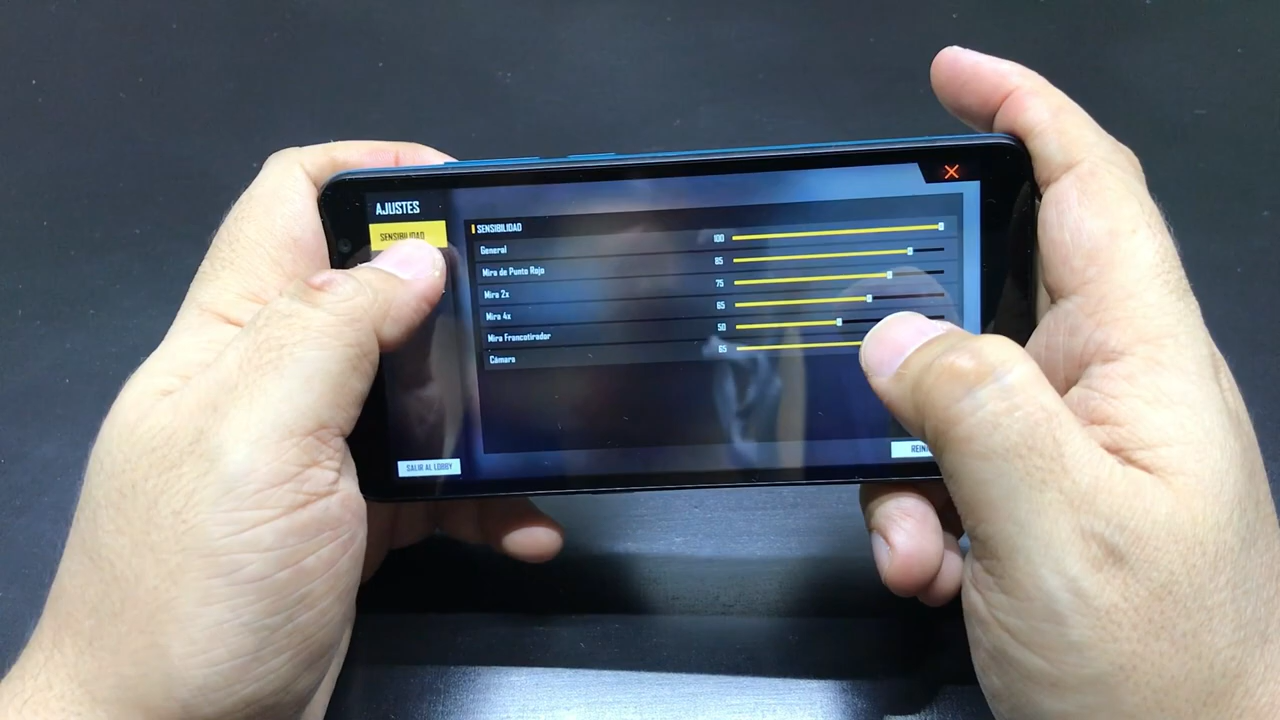 AJUSTES
SENSIBILIDAD
SENSIBILIDAD
General 100
Mira de Punto Rojo 85
Mira 2x 75
Mira 4x 65
Mira Francotirador 50
Cámara 65
SALIR AL LOBBY